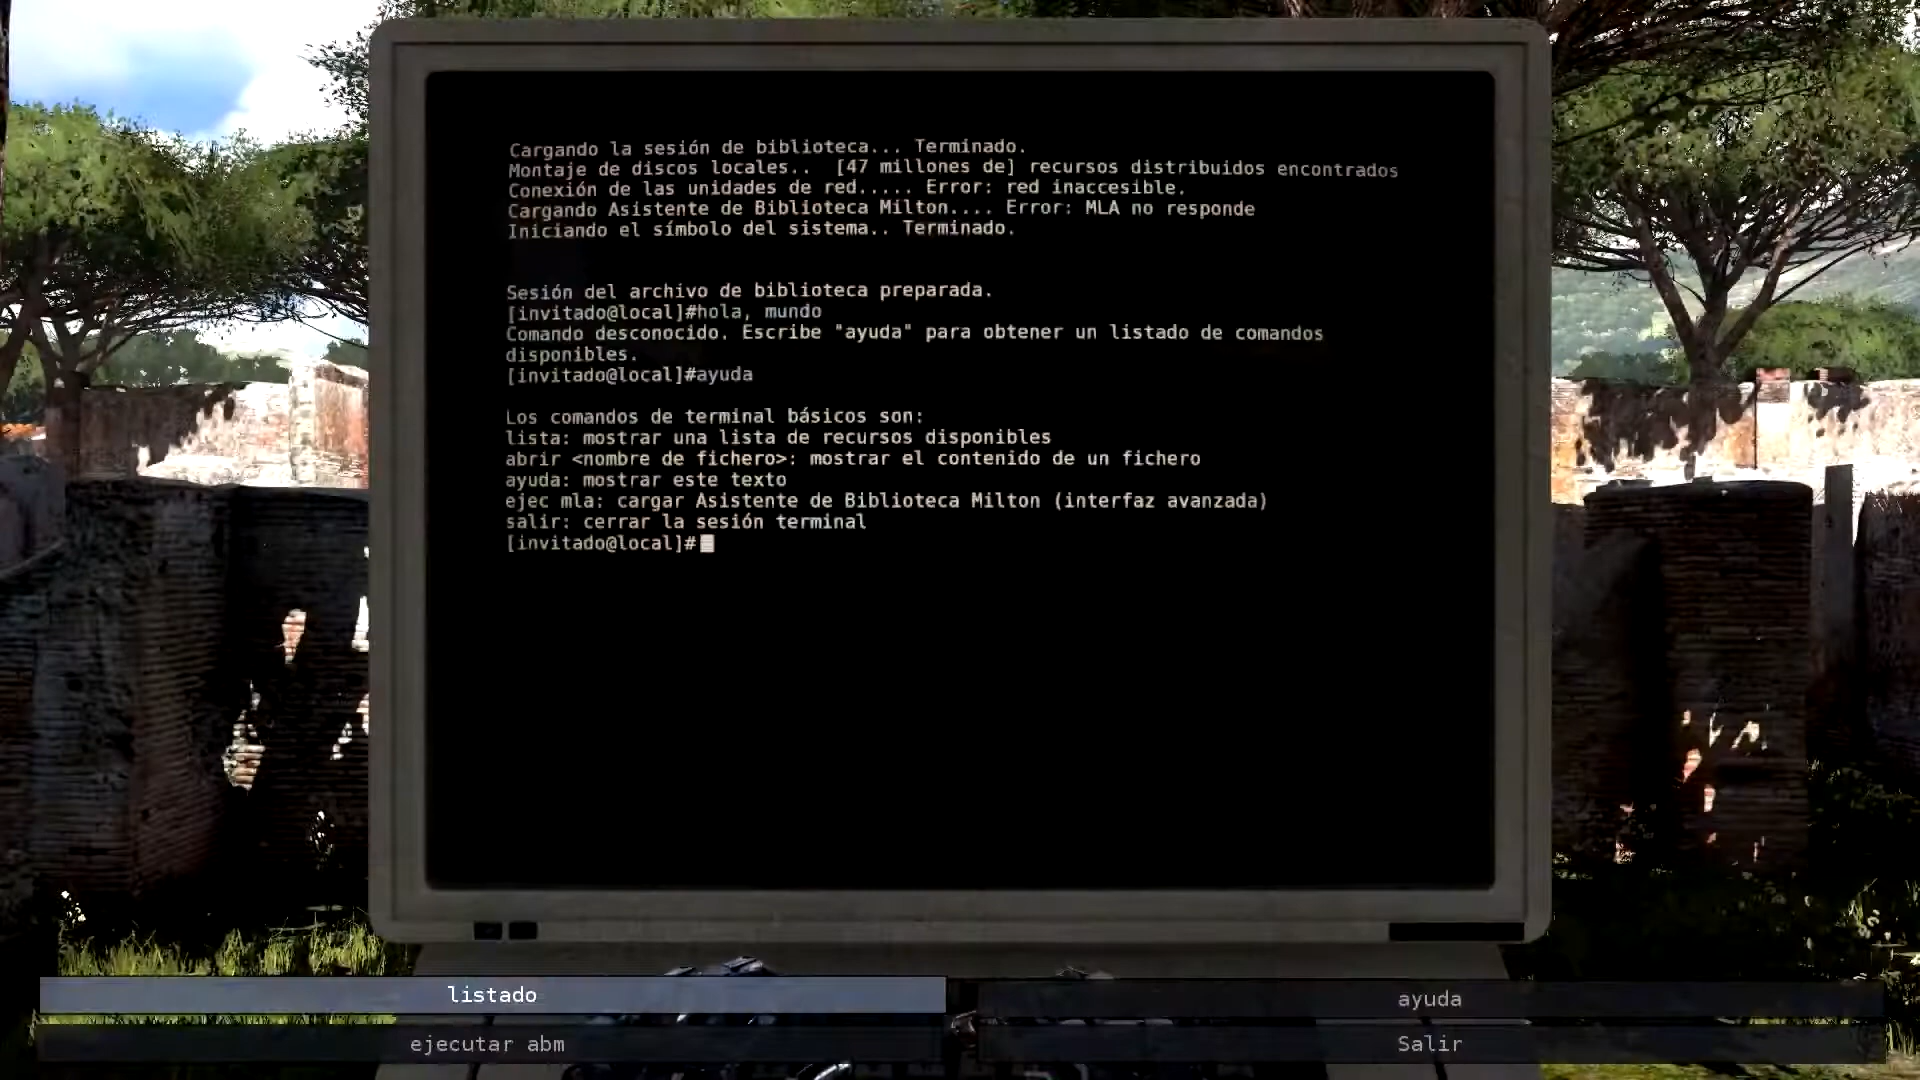 Cargando la sesión de biblioteca... Terminado.
Montaje de discos locales..  [47 millones de] recursos distribuidos encontrados
Conexión de las unidades de red..... Error: red inaccesible.
Cargando Asistente de Biblioteca Milton.... Error: MLA no responde
Iniciando el símbolo del sistema.. Terminado.
Sesión del archivo de biblioteca preparada.
[invitado@local]#hola, mundo
Comando desconocido. Escribe "ayuda" para obtener un listado de comandos
disponibles.
[invitado@local]#ayuda
Los comandos de terminal básicos son:
lista: mostrar una lista de recursos disponibles
abrir <nombre de fichero>: mostrar el contenido de un fichero
ayuda: mostrar este texto
ejec mla: cargar Asistente de Biblioteca Milton (interfaz avanzada)
salir: cerrar la sesión terminal
[invitado@local]#
listado
ayuda
ejecutar abm
Salir